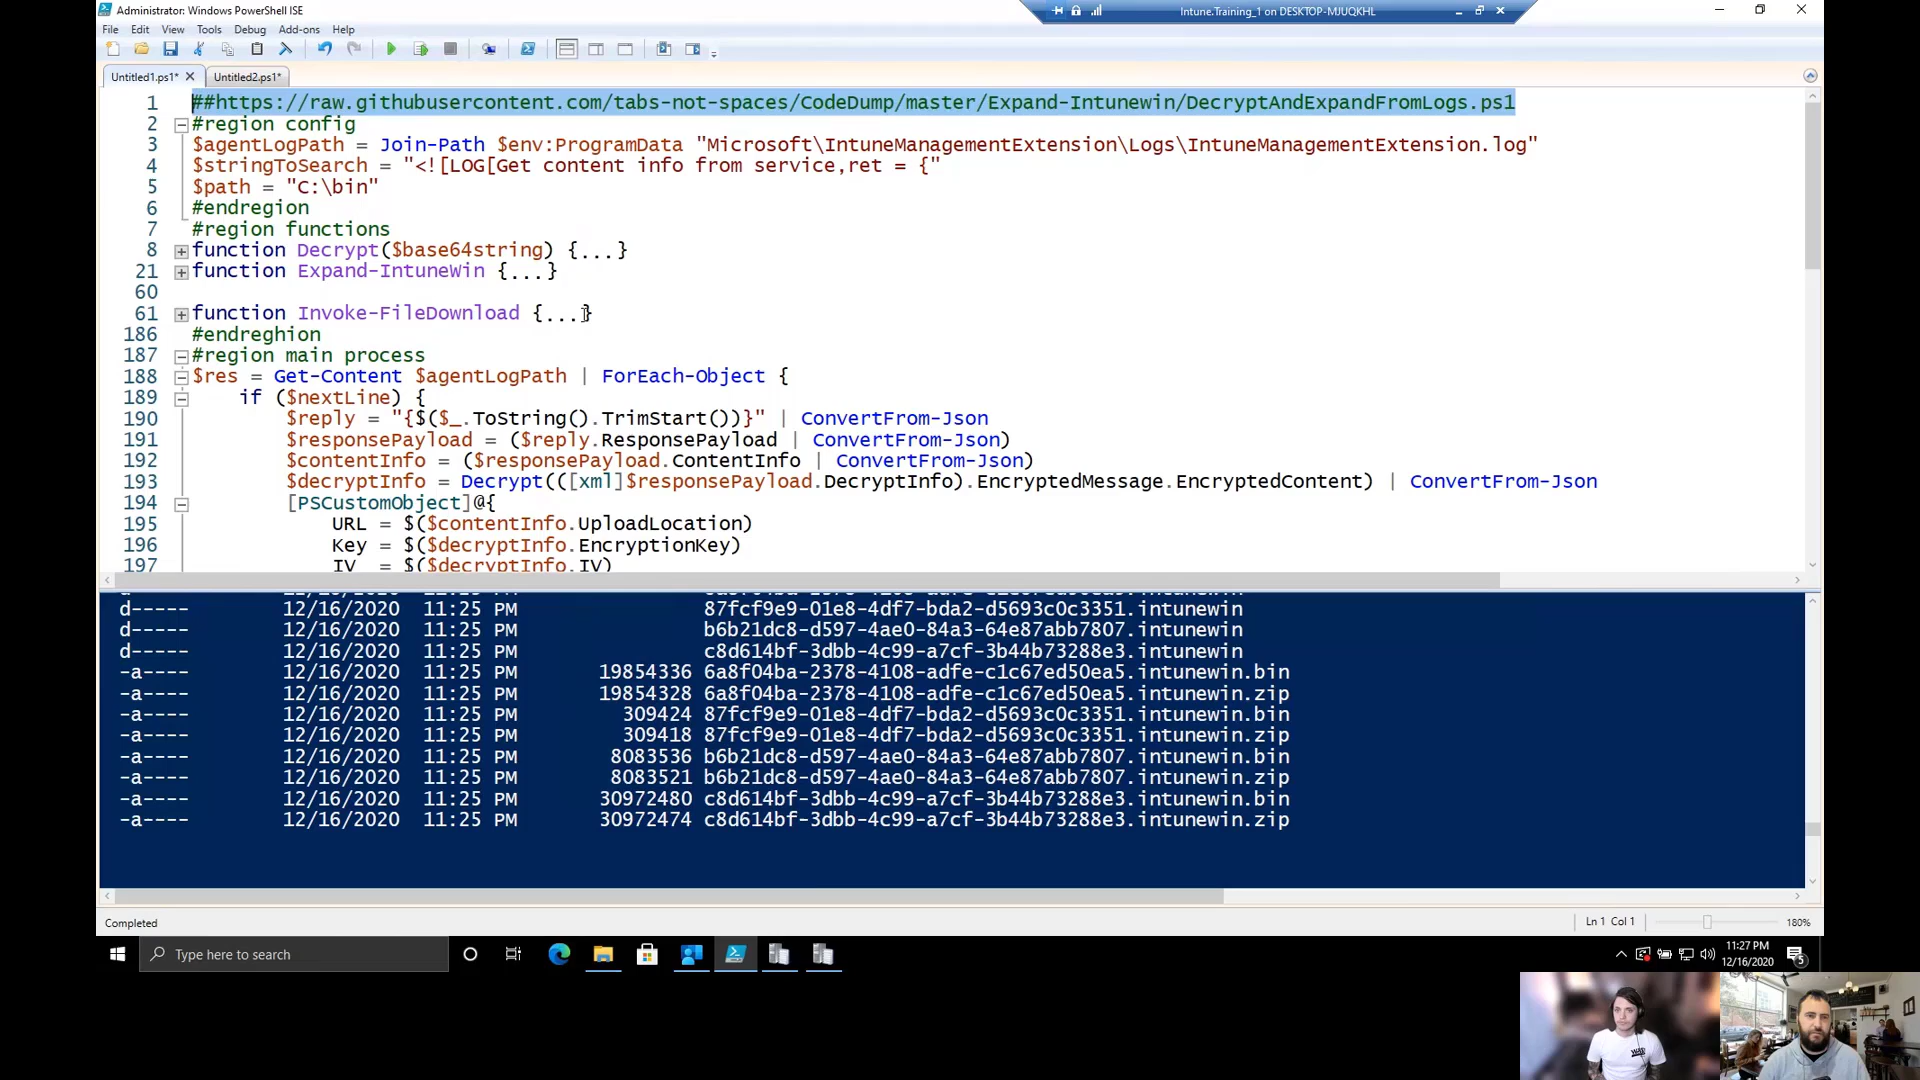 Administrator: Windows PowerShell ISE
Intune.Training_1 on DESKTOP-MJUQKHL
File Edit View Tools Debug Add-ons Help
Untitled1.ps1* Untitled2.ps1*
1 ##https://raw.githubusercontent.com/tabs-not-spaces/CodeDump/master/Expand-Intunewin/DecryptAndExpandFromLogs.ps1
2 #region config
3 $agentLogPath = Join-Path $env:ProgramData "Microsoft\IntuneManagementExtension\Logs\IntuneManagementExtension.log"
4 $stringToSearch = "<![LOG[Get content info from service,ret = {"
5 $path = "C:\bin"
6 #endregion
7 #region functions
8 function Decrypt($base64string) {...}
21 function Expand-IntuneWin {...}
60
61 function Invoke-FileDownload {...}
186 #endreghion
187 #region main process
188 $res = Get-Content $agentLogPath | ForEach-Object {
189 if ($nextLine) {
190 $reply = "{$($_.ToString().TrimStart())}" | ConvertFrom-Json
191 $responsePayload = ($reply.ResponsePayload | ConvertFrom-Json)
192 $contentInfo = ($responsePayload.ContentInfo | ConvertFrom-Json)
193 $decryptInfo = Decrypt(([xml]$responsePayload.DecryptInfo).EncryptedMessage.EncryptedContent) | ConvertFrom-Json
194 [PSCustomObject]@{
195 URL = $($contentInfo.UploadLocation)
196 Key = $($decryptInfo.EncryptionKey)
197 IV = $($decryptInfo.IV)
d----- 12/16/2020 11:25 PM 87fcf9e9-01e8-4df7-bda2-d5693c0c3351.intunewin
d----- 12/16/2020 11:25 PM b6b21dc8-d597-4ae0-84a3-64e87abb7807.intunewin
d----- 12/16/2020 11:25 PM c8d614bf-3dbb-4c99-a7cf-3b44b73288e3.intunewin
-a---- 12/16/2020 11:25 PM 19854336 6a8f04ba-2378-4108-adfe-c1c67ed50ea5.intunewin.bin
-a---- 12/16/2020 11:25 PM 19854328 6a8f04ba-2378-4108-adfe-c1c67ed50ea5.intunewin.zip
-a---- 12/16/2020 11:25 PM 309424 87fcf9e9-01e8-4df7-bda2-d5693c0c3351.intunewin.bin
-a---- 12/16/2020 11:25 PM 309418 87fcf9e9-01e8-4df7-bda2-d5693c0c3351.intunewin.zip
-a---- 12/16/2020 11:25 PM 8083536 b6b21dc8-d597-4ae0-84a3-64e87abb7807.intunewin.bin
-a---- 12/16/2020 11:25 PM 8083521 b6b21dc8-d597-4ae0-84a3-64e87abb7807.intunewin.zip
-a---- 12/16/2020 11:25 PM 30972480 c8d614bf-3dbb-4c99-a7cf-3b44b73288e3.intunewin.bin
-a---- 12/16/2020 11:25 PM 30972474 c8d614bf-3dbb-4c99-a7cf-3b44b73288e3.intunewin.zip
Completed
Ln 1 Col 1
180%
Type here to search
11:27 PM
12/16/2020
5